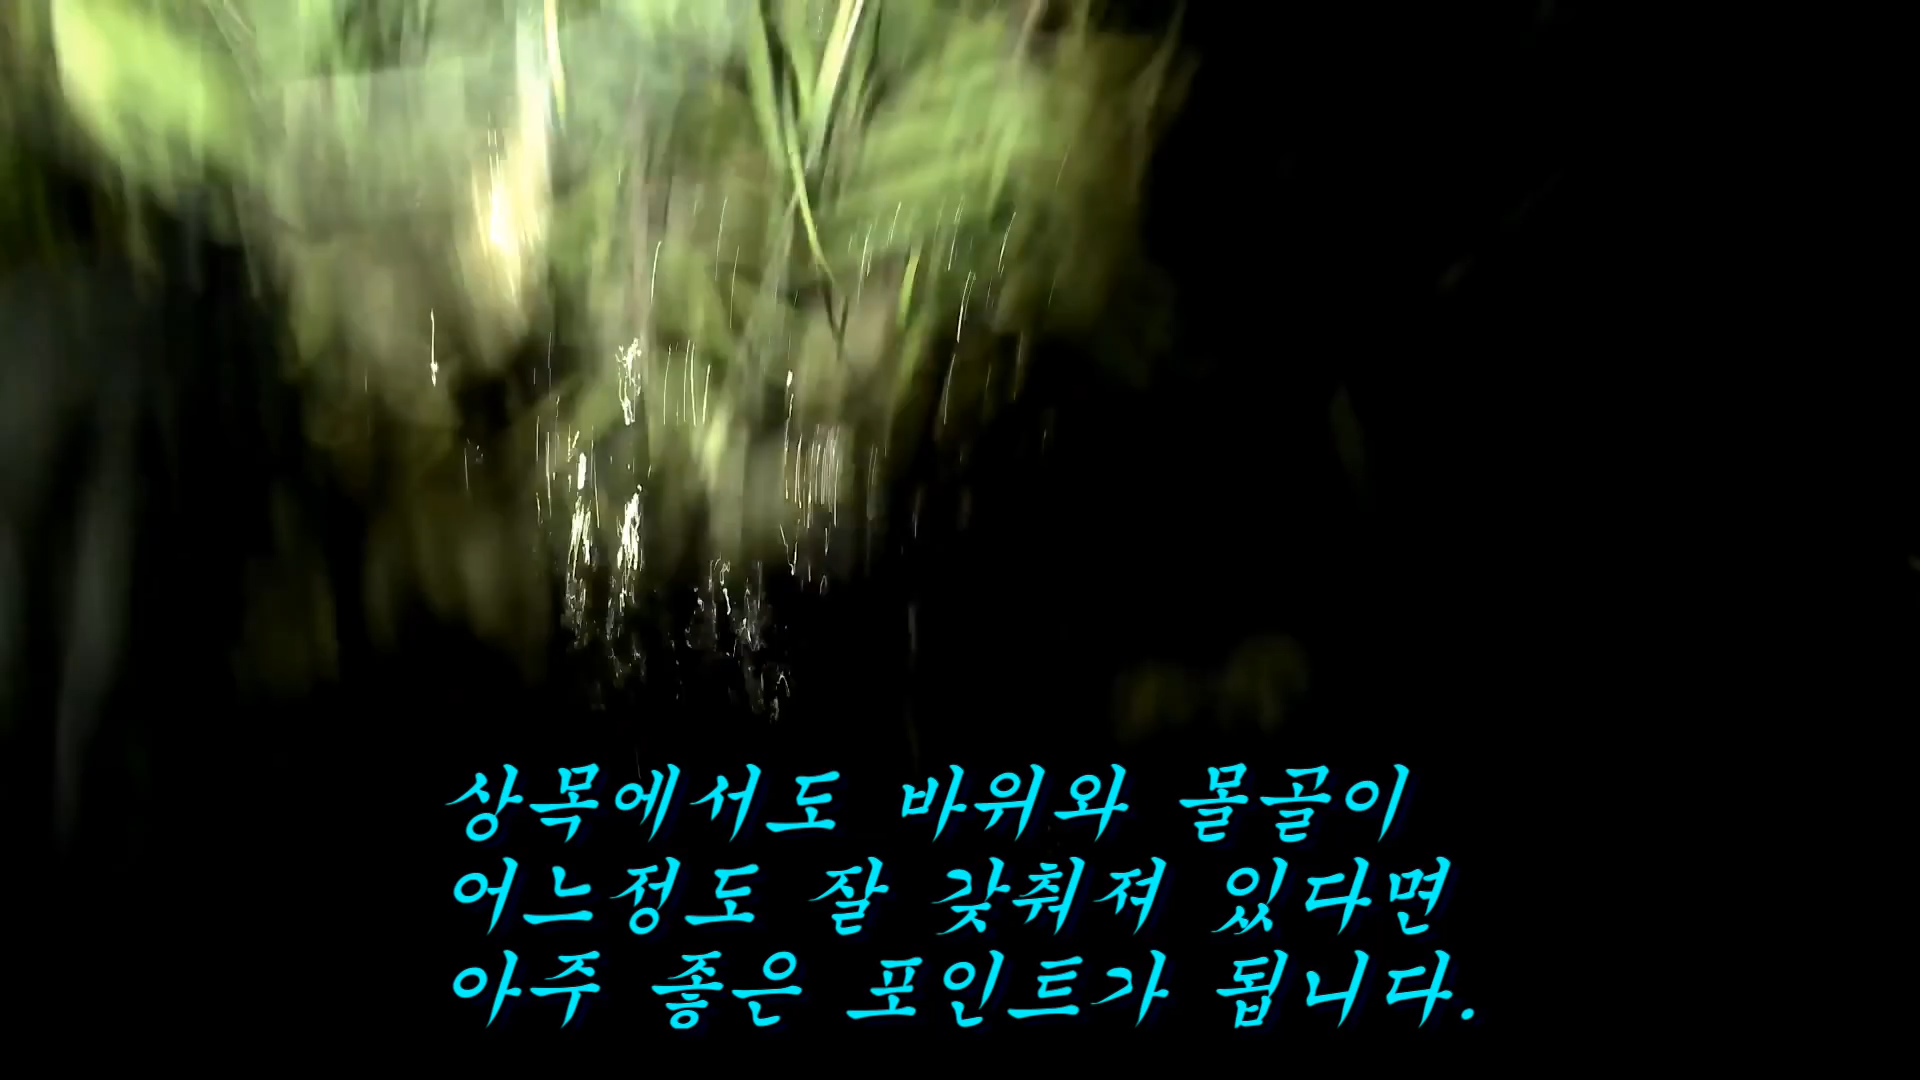 상목에서도 바위와 몰골이
어느정도 잘 갖춰져 있다면
아주 좋은 포인트가 됩니다.